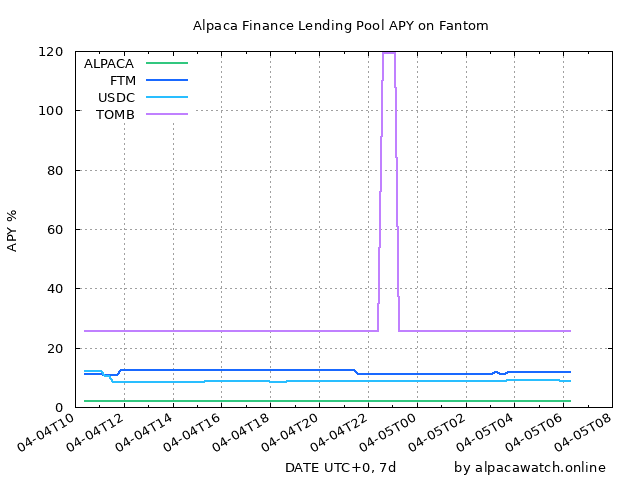 Alpaca Finance Lending Pool APY on Fantom
120
100
80
60
40
20
0
APY %
ALPACA
FTM
USDC
TOMB
04-04T10
04-04T12
04-04T14
04-04T16
04-04T18
04-04T20
04-04T22
04-05T00
04-05T02
04-05T04
04-05T06
04-05T08
DATE UTC+0, 7d by alpacawatch.online